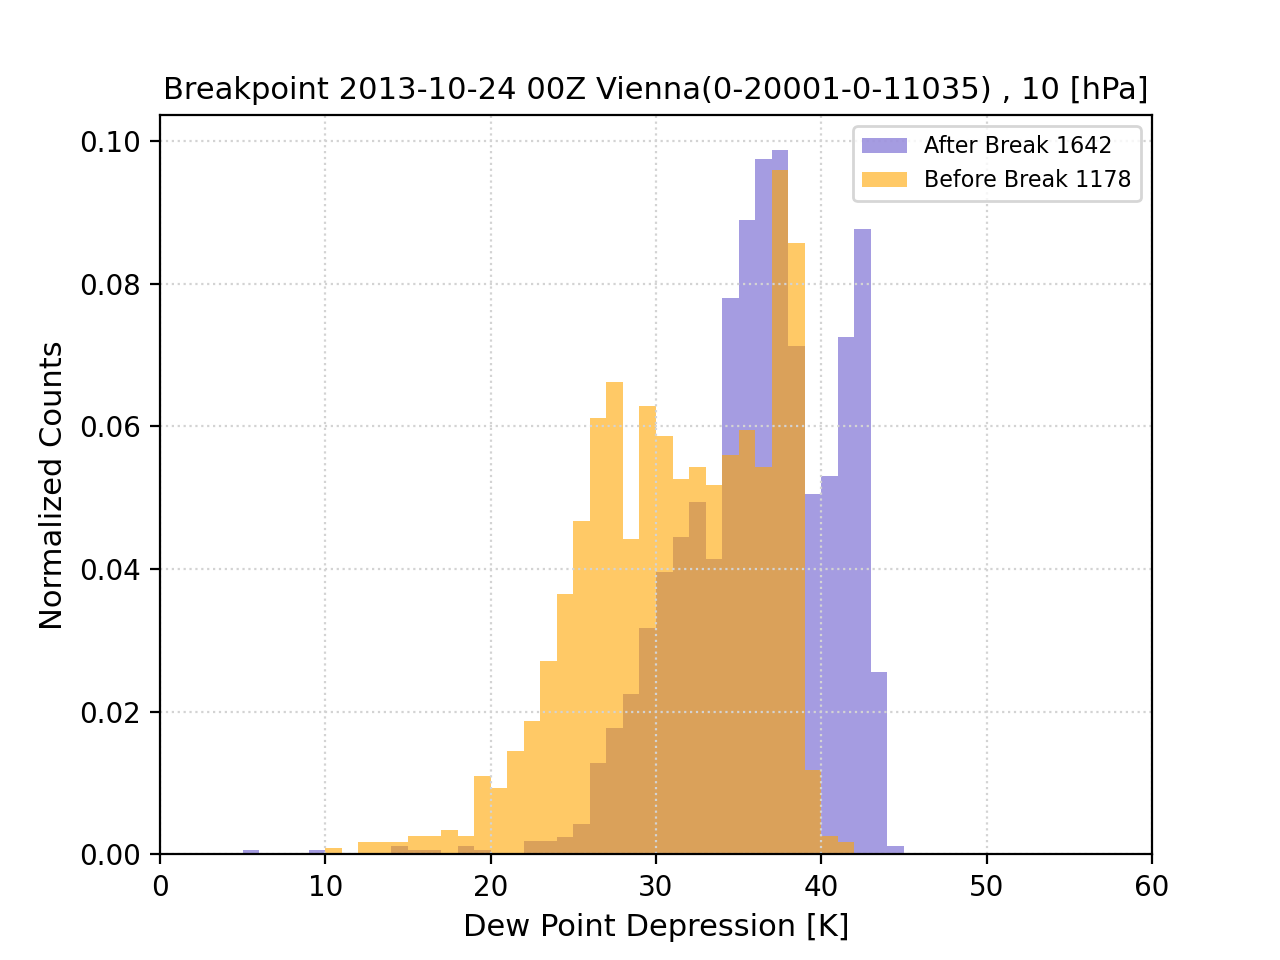 Breakpoint 2013-10-24 00Z Vienna(0-20001-0-11035) , 10 [hPa]
After Break 1642
Before Break 1178
Normalized Counts
0.10
0.08
0.06
0.04
0.02
0.00
0 10 20 30 40 50 60
Dew Point Depression [K]